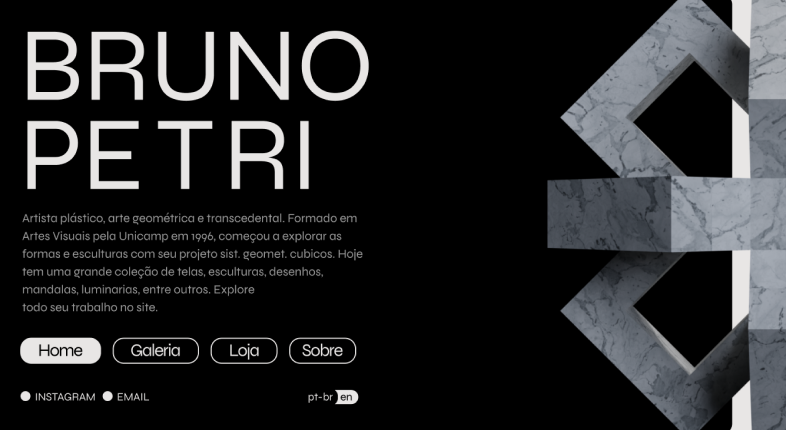 BRUNO
PETRI
Artista plástico, arte geométrica e transcedental. Formado em
Artes Visuais pela Unicamp em 1996, começou a explorar as
formas e esculturas com seu projeto sist. geomet. cubicos. Hoje
tem uma grande coleção de telas, esculturas, desenhos,
mandalas, luminarias, entre outros. Explore
todo seu trabalho no site.
Home Galeria Loja Sobre
INSTAGRAM EMAIL pt-br en